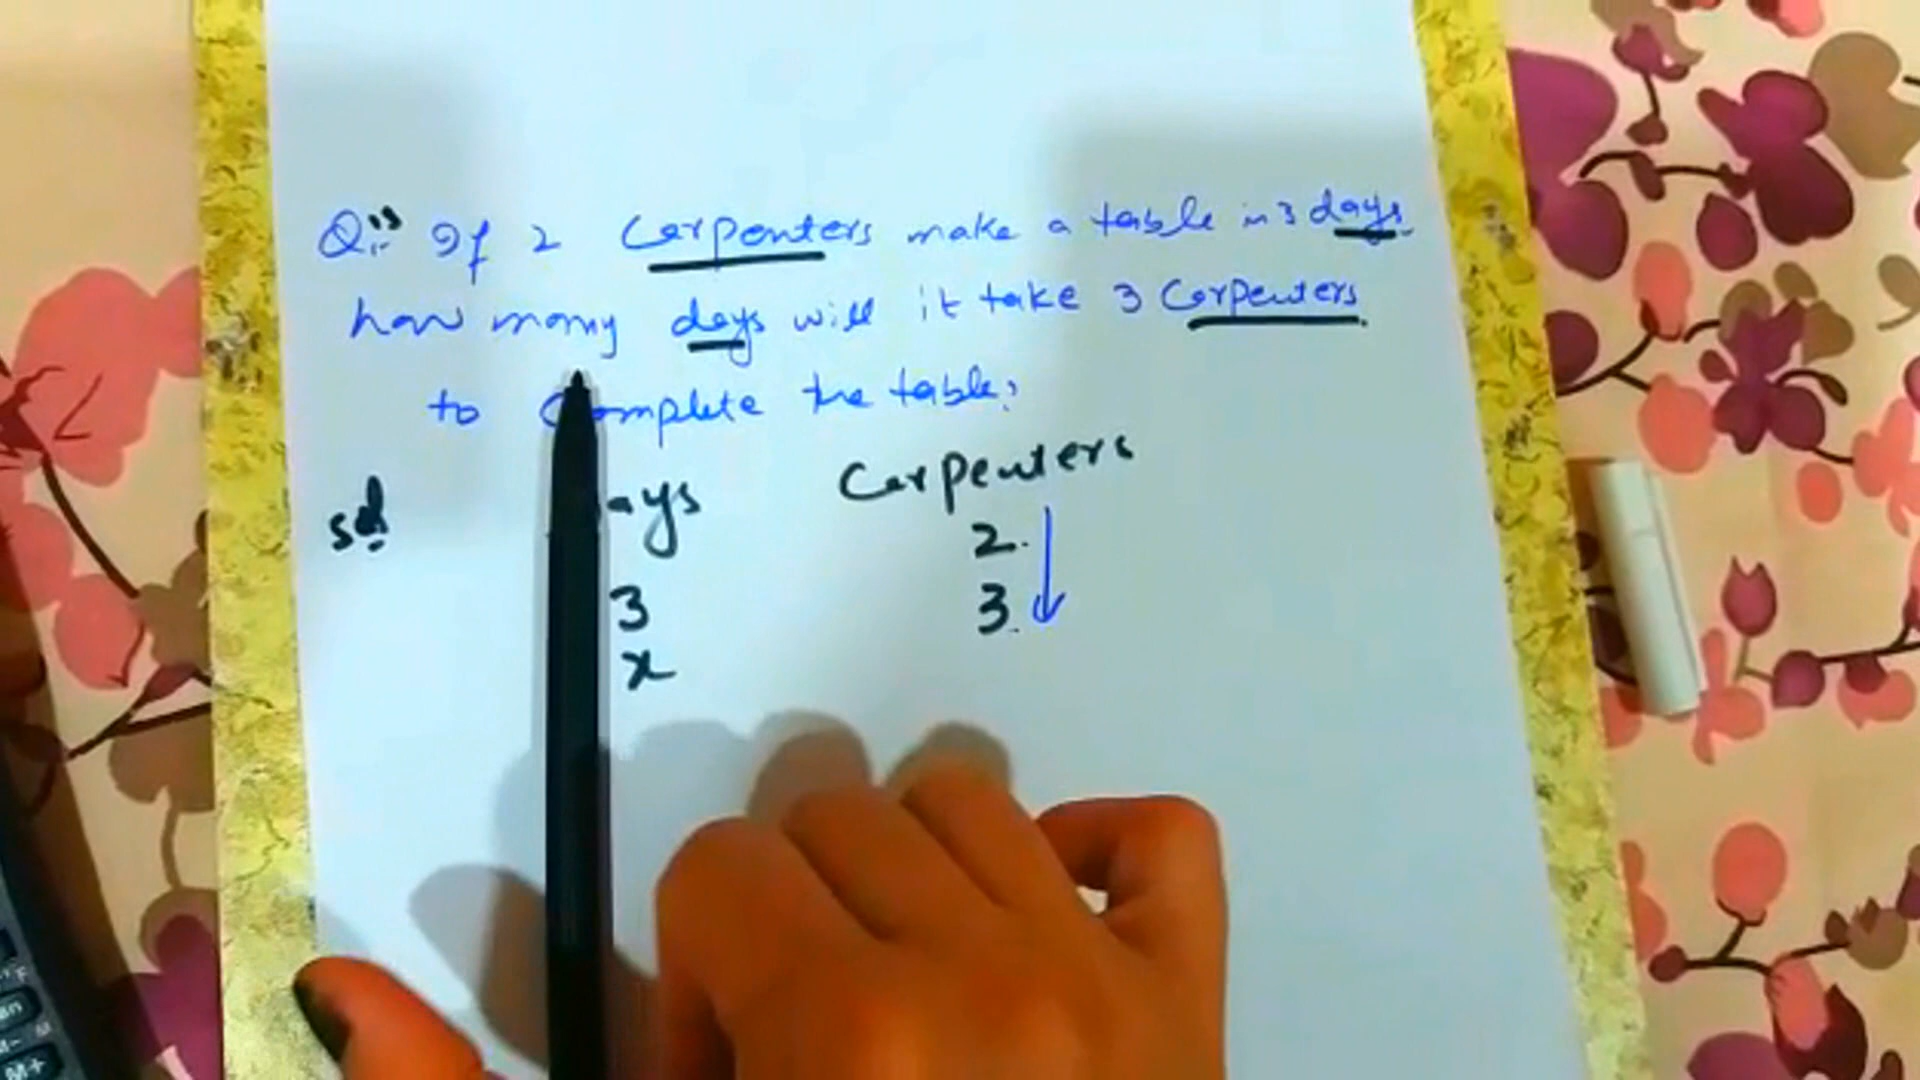 Q:" If 2 Carpenters make a table in 3 days.
how many days will it take 3 Carpenters
to complete the table?
sol
ays Carpenters
3 2.
x 3.
M-
M+